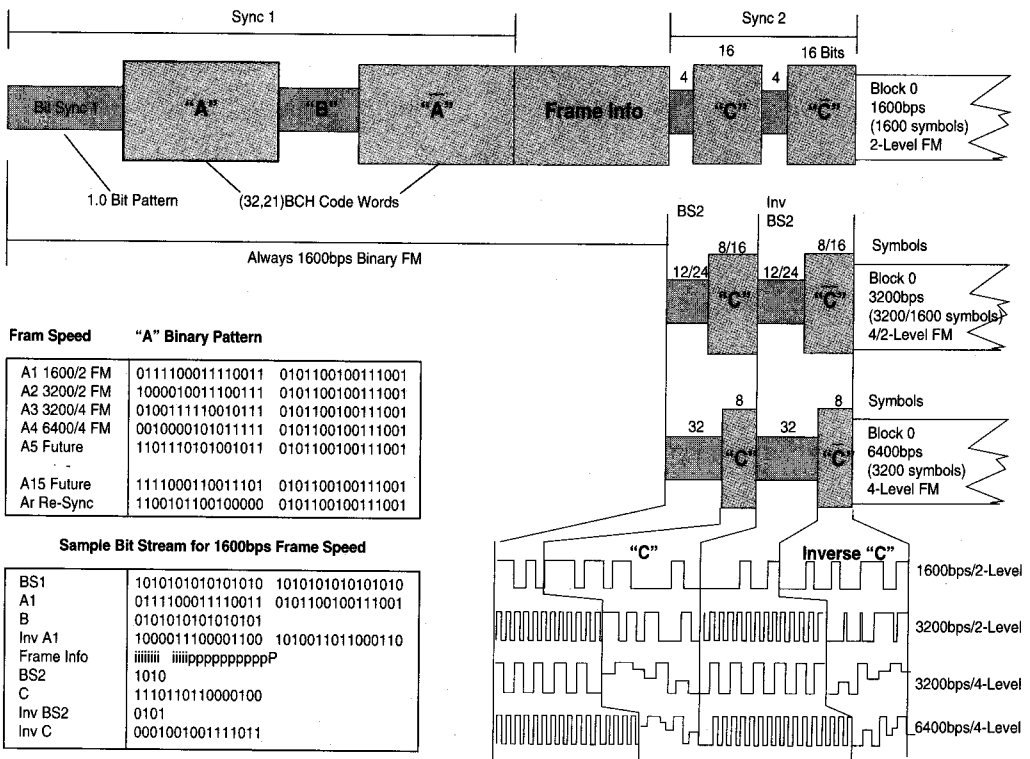 Sync 1
Sync 2
16
16 Bits
Bit Sync 1
"A"
"B"
"A̅"
Frame Info
4
"C"
4
"C̅"
Block 0
1600bps
(1600 symbols)
2-Level FM
1.0 Bit Pattern
(32,21)BCH Code Words
Always 1600bps Binary FM
BS2
Inv
BS2
8/16
8/16
Symbols
12/24
12/24
"C"
"C̅"
Block 0
3200bps
(3200/1600 symbols)
4/2-Level FM
8
8
Symbols
32
32
"C"
"C̅"
Block 0
6400bps
(3200 symbols)
4-Level FM
Fram Speed "A" Binary Pattern
A1 1600/2 FM 0111100011110011 0101100100111001
A2 3200/2 FM 1000010011100111 0101100100111001
A3 3200/4 FM 0100111110010111 0101100100111001
A4 6400/4 FM 0010000101011111 0101100100111001
A5 Future 1101110101001011 0101100100111001
- -
A15 Future 1111000110011101 0101100100111001
Ar Re-Sync 1100101100100000 0101100100111001
Sample Bit Stream for 1600bps Frame Speed
BS1 1010101010101010 1010101010101010
A1 0111100011110011 0101100100111001
B 0101010101010101
Inv A1 1000011100001100 1010011011000110
Frame Info iiiiiiii iiiiippppppppppP
BS2 1010
C 1110110110000100
Inv BS2 0101
Inv C 0001001001111011
"C"
Inverse "C"
1600bps/2-Level
3200bps/2-Level
3200bps/4-Level
6400bps/4-Level